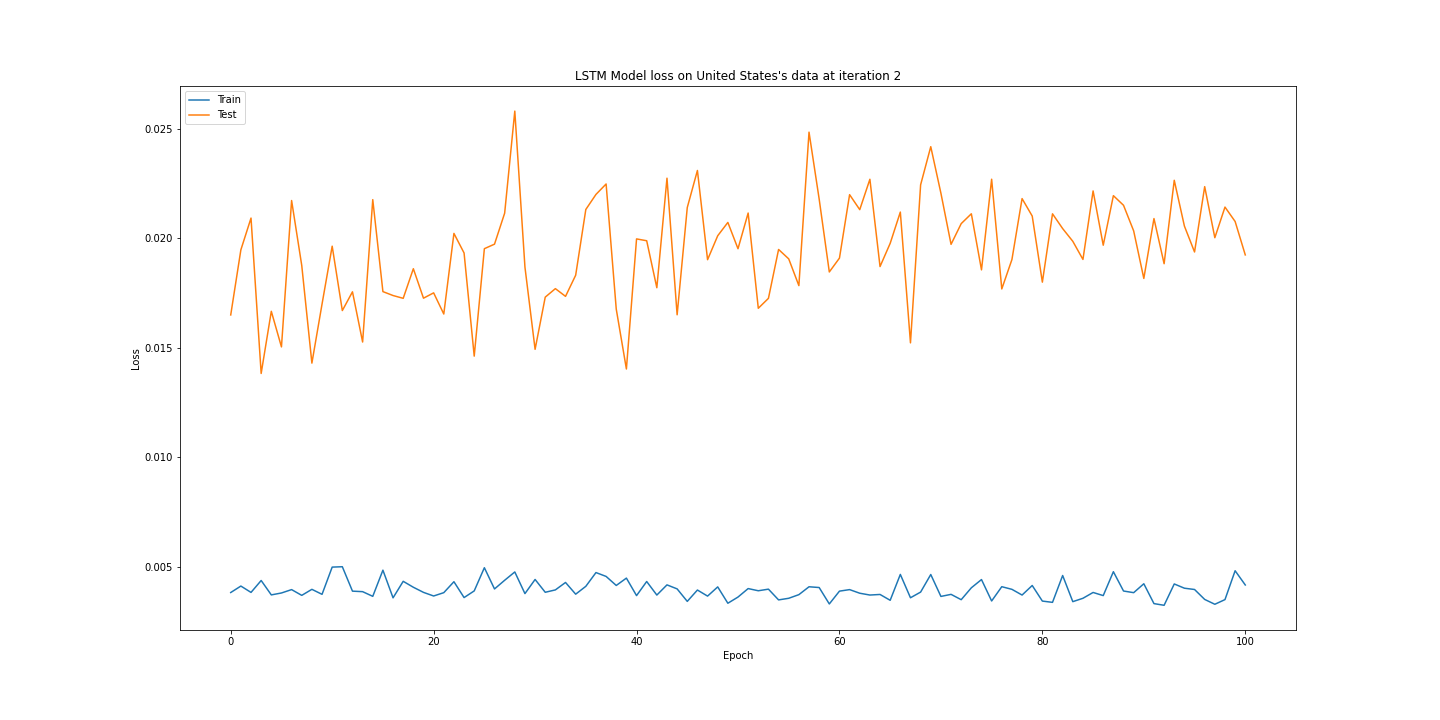 LSTM Model loss on United States's data at iteration 2
Train
Test
0.025
0.020
0.015
0.010
0.005
Loss
0 20 40 60 80 100
Epoch